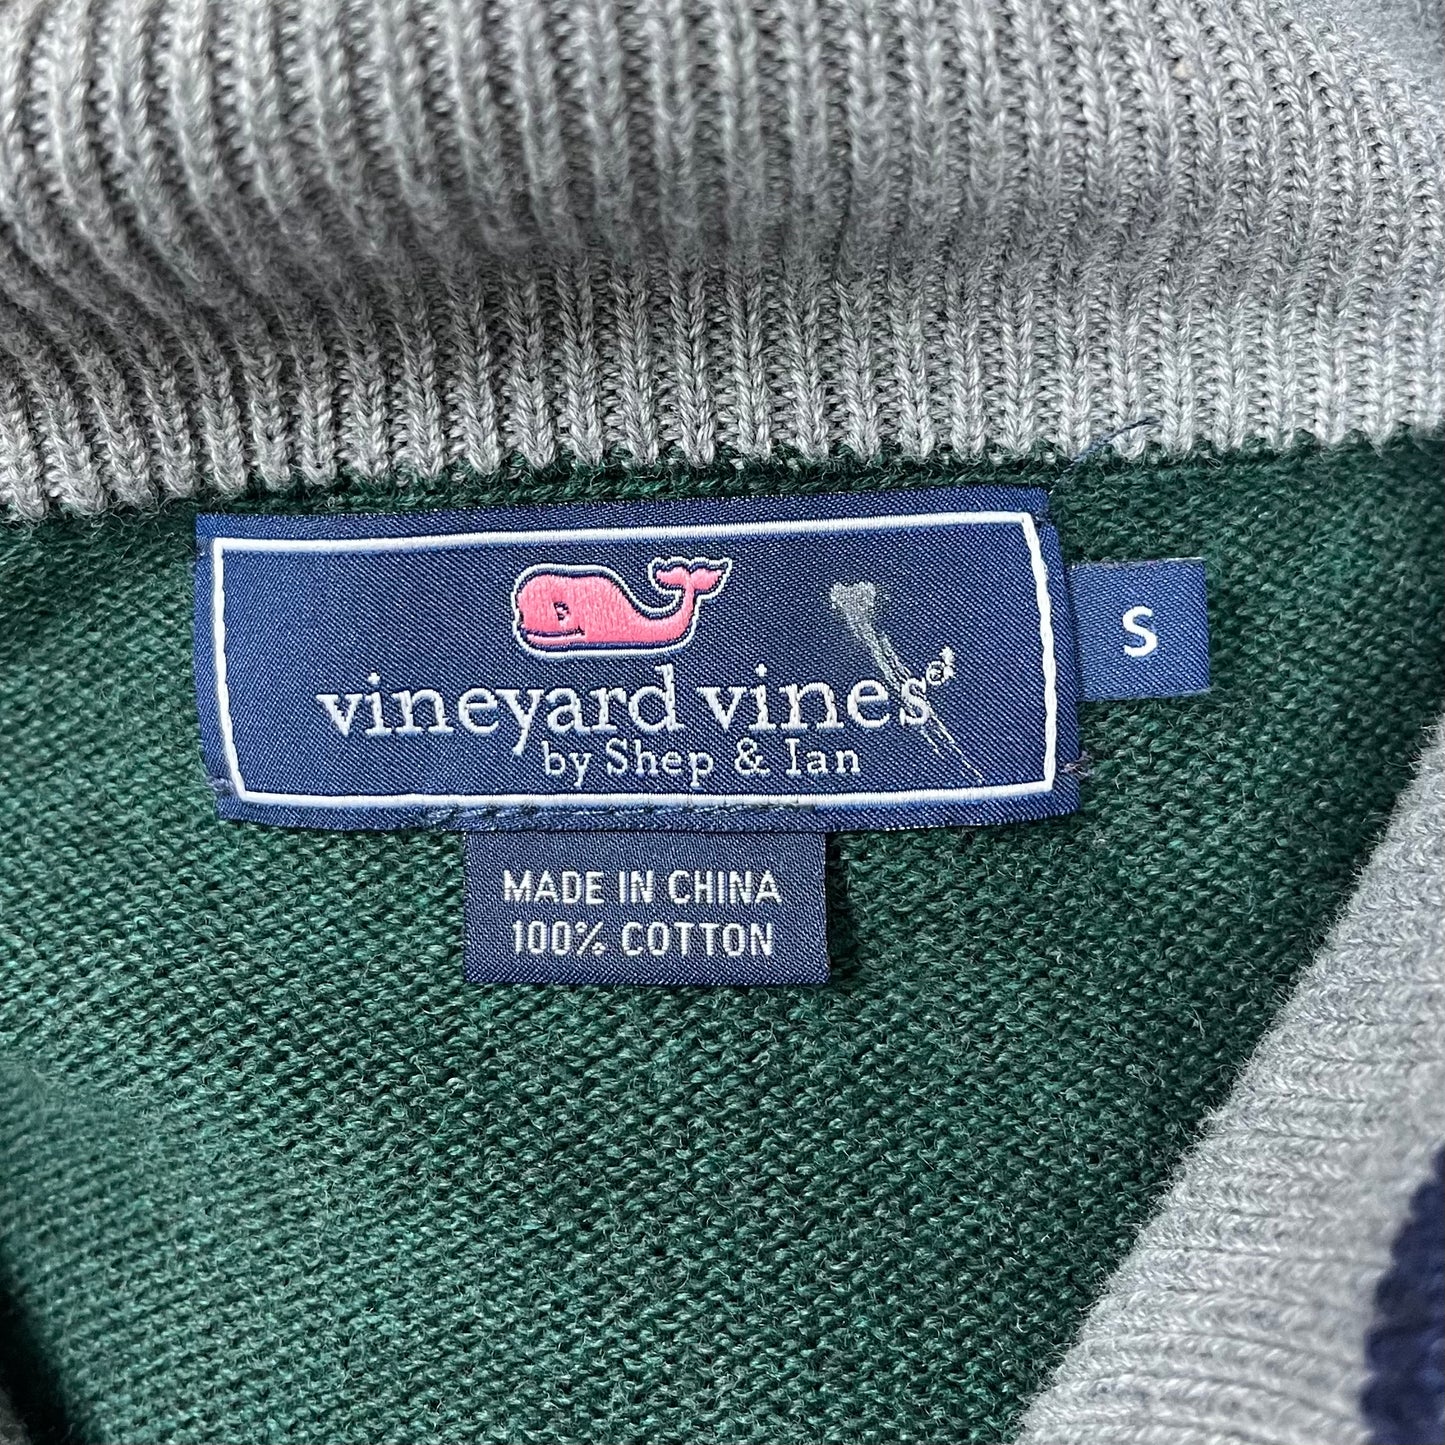 vineyard vines®
by Shep & Ian
S
MADE IN CHINA
100% COTTON